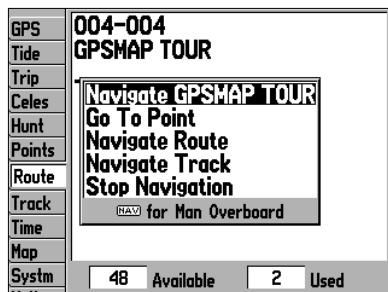 GPS
Tide
Trip
Celes
Hunt
Points
Route
Track
Time
Map
Systm
004-004
GPSMAP TOUR
Navigate GPSMAP TOUR
Go To Point
Navigate Route
Navigate Track
Stop Navigation
NAV for Man Overboard
48 Available 2 Used